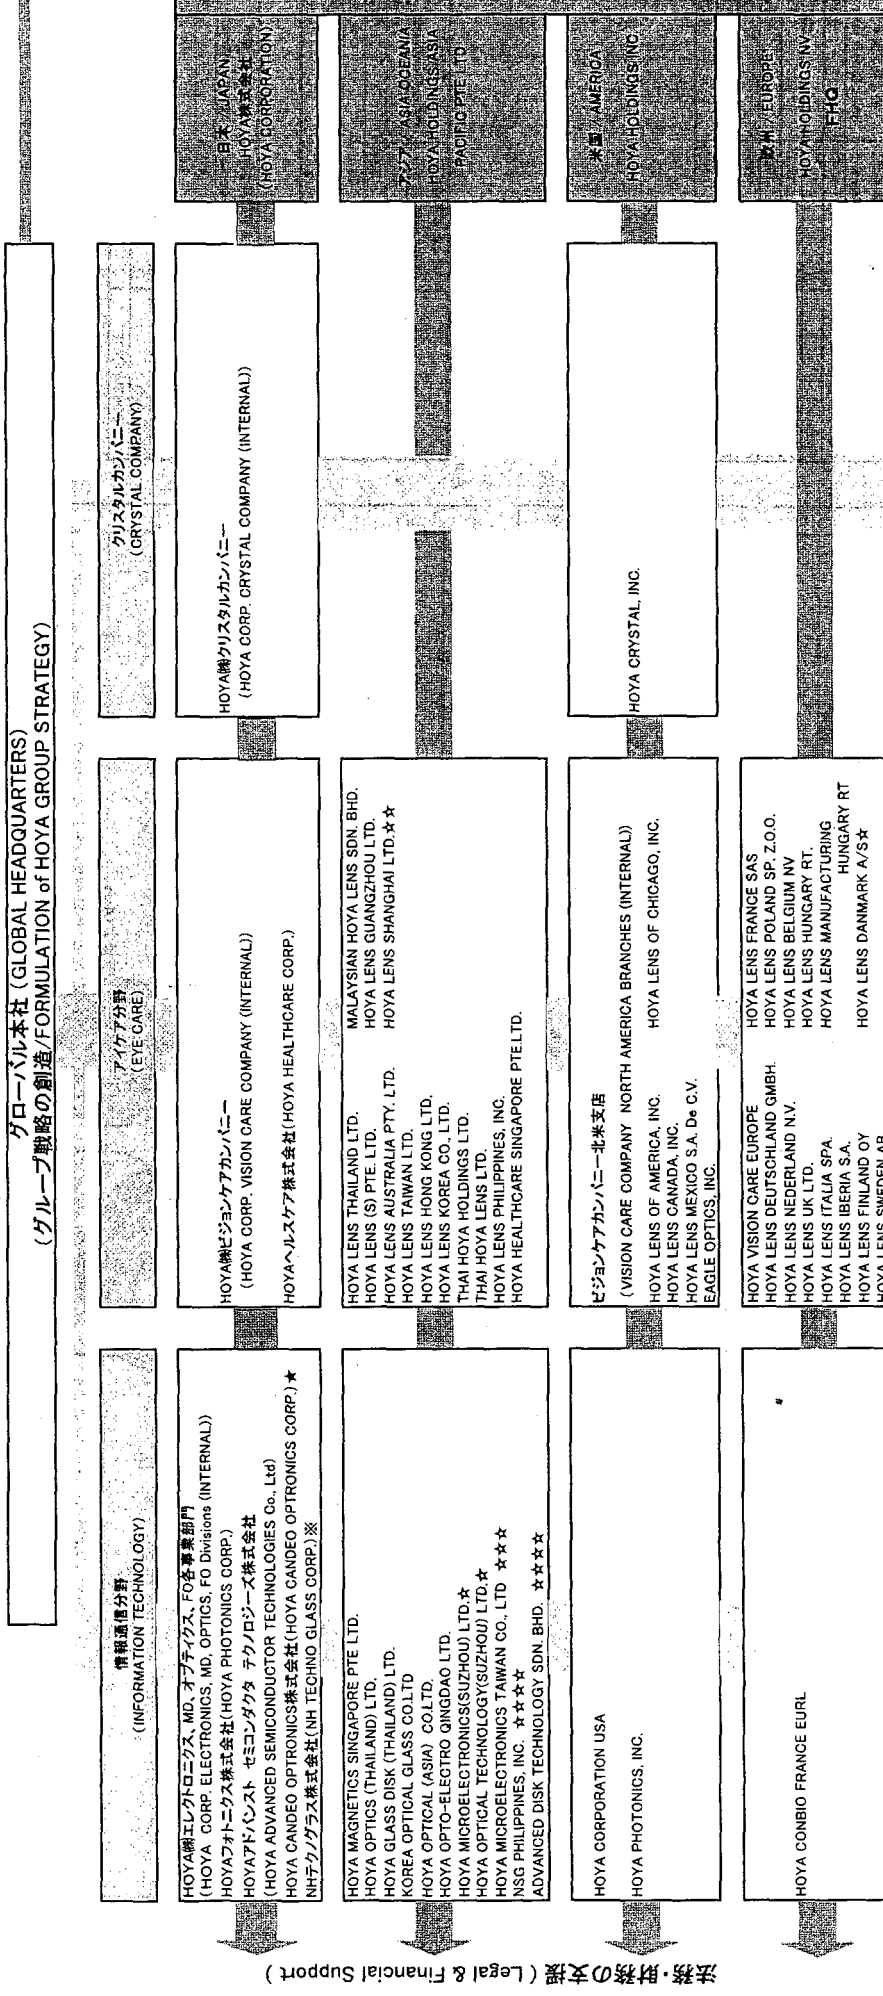 グローバル本社 (GLOBAL HEADQUARTERS)
(グループ戦略の創造/FORMULATION of HOYA GROUP STRATEGY)
情報通信分野
(INFORMATION TECHNOLOGY)
アイケア分野
(EYE CARE)
クリスタルカンパニー
(CRYSTAL COMPANY)
HOYA㈱エレクトロニクス、MD、オプティクス、FO各事業部門
(HOYA CORP. ELECTRONICS, MD, OPTICS, FO Divisions (INTERNAL))
HOYAフォトニクス株式会社(HOYA PHOTONICS CORP.)
HOYAアドバンスト セミコンダクタ テクノロジーズ株式会社
(HOYA ADVANCED SEMICONDUCTOR TECHNOLOGIES Co., Ltd)
HOYA CANDEO OPTRONICS株式会社(HOYA CANDEO OPTRONICS CORP.)★
NHテクノグラス株式会社(NH TECHNO GLASS CORP.)※
HOYA㈱ビジョンケアカンパニー
(HOYA CORP. VISION CARE COMPANY (INTERNAL))
HOYAヘルスケア株式会社(HOYA HEALTHCARE CORP.)
HOYA㈱クリスタルカンパニー
(HOYA CORP. CRYSTAL COMPANY (INTERNAL))
日本/JAPAN
HOYA株式会社
(HOYA CORPORATION)
HOYA MAGNETICS SINGAPORE PTE LTD.
HOYA OPTICS (THAILAND) LTD.
HOYA GLASS DISK (THAILAND) LTD.
KOREA OPTICAL GLASS CO.LTD
HOYA OPTICAL (ASIA) CO.LTD.
HOYA OPTO-ELECTRO QINGDAO LTD.
HOYA MICROELECTRONICS(SUZHOU) LTD.☆
HOYA OPTICAL TECHNOLOGY(SUZHOU) LTD.☆
HOYA MICROELECTRONICS TAIWAN CO., LTD ☆☆☆
NSG PHILIPPINES, INC. ☆☆☆☆
ADVANCED DISK TECHNOLOGY SDN. BHD. ☆☆☆☆
HOYA LENS THAILAND LTD.
HOYA LENS (S) PTE. LTD.
HOYA LENS AUSTRALIA PTY. LTD.
HOYA LENS TAIWAN LTD.
HOYA LENS HONG KONG LTD.
HOYA LENS KOREA CO., LTD.
THAI HOYA HOLDINGS LTD.
THAI HOYA LENS LTD.
HOYA LENS PHILIPPINES, INC.
HOYA HEALTHCARE SINGAPORE PTE.LTD.
MALAYSIAN HOYA LENS SDN. BHD.
HOYA LENS GUANGZHOU LTD.
HOYA LENS SHANGHAI LTD.☆☆
アジア/ASIA·OCEANIA
HOYA HOLDINGS ASIA
PACIFIC PTE LTD
HOYA CORPORATION USA
HOYA PHOTONICS, INC.
ビジョンケアカンパニー北米支店
(VISION CARE COMPANY NORTH AMERICA BRANCHES (INTERNAL))
HOYA LENS OF AMERICA, INC.
HOYA LENS CANADA, INC.
HOYA LENS MEXICO S.A. De C.V.
EAGLE OPTICS, INC.
HOYA LENS OF CHICAGO, INC.
HOYA CRYSTAL, INC.
米国/AMERICA
HOYA HOLDINGS INC.
HOYA CONBIO FRANCE EURL
HOYA VISION CARE EUROPE
HOYA LENS DEUTSCHLAND GMBH.
HOYA LENS NEDERLAND N.V.
HOYA LENS UK LTD.
HOYA LENS ITALIA SPA.
HOYA LENS IBERIA S.A.
HOYA LENS FINLAND OY
HOYA LENS SWEDEN AB
HOYA LENS FRANCE SAS
HOYA LENS POLAND SP. Z.O.O.
HOYA LENS BELGIUM NV
HOYA LENS HUNGARY RT.
HOYA LENS MANUFACTURING
HUNGARY RT
HOYA LENS DANMARK A/S☆
欧州/EUROPE
HOYA HOLDINGS NV
EHQ
法務・財務の支援 (Legal & Financial Support)